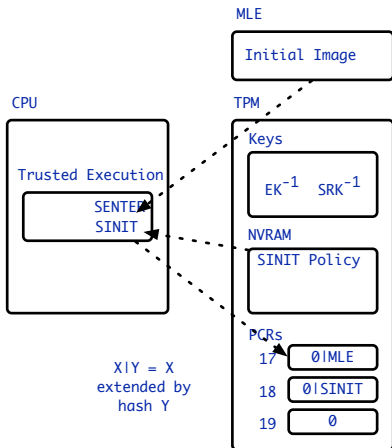 MLE
Initial Image
CPU
TPM
Keys
EK-1 SRK-1
Trusted Execution
SENTER
SINIT
NVRAM
SINIT Policy
PCRs
17 0|MLE
18 0|SINIT
19 0
X|Y = X
extended by
hash Y